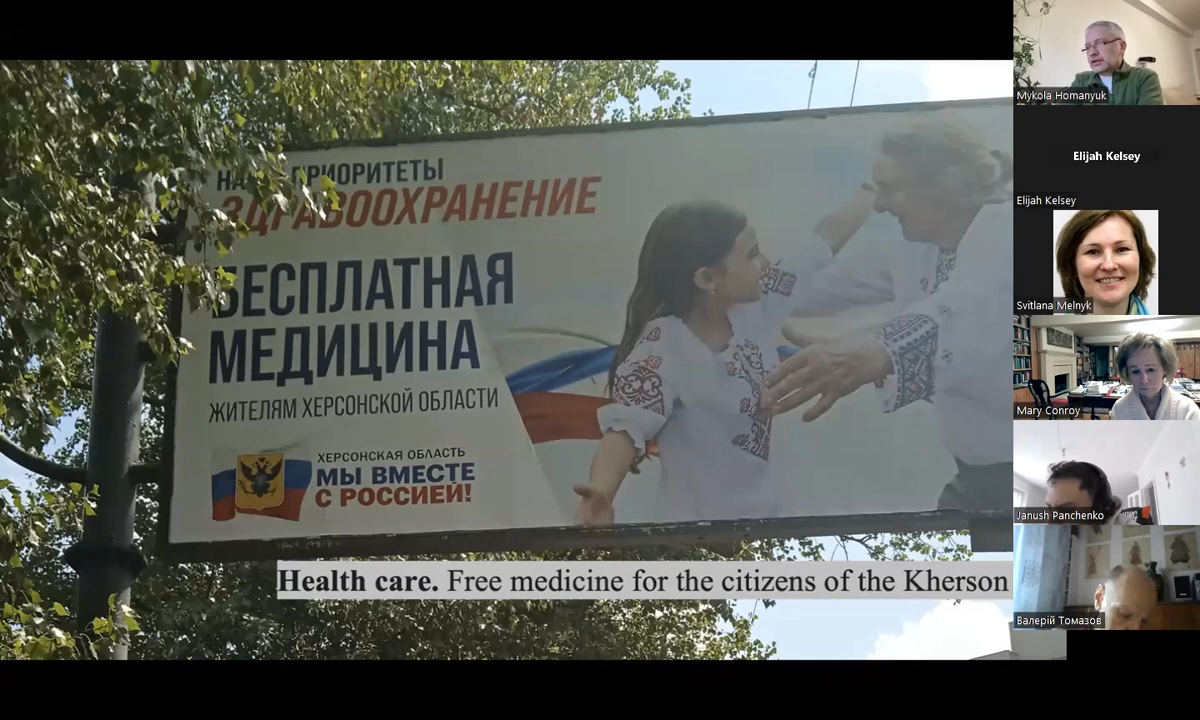 НАШИ ПРИОРИТЕТЫ
ЗДРАВООХРАНЕНИЕ
БЕСПЛАТНАЯ
МЕДИЦИНА
ЖИТЕЛЯМ ХЕРСОНСКОЙ ОБЛАСТИ
ХЕРСОНСКАЯ ОБЛАСТЬ
МЫ ВМЕСТЕ
С РОССИЕЙ!
Health care. Free medicine for the citizens of the Kherson
Mykola Homanyuk
Elijah Kelsey
Elijah Kelsey
Svitlana Melnyk
Mary Conroy
Janush Panchenko
Валерій Томазов